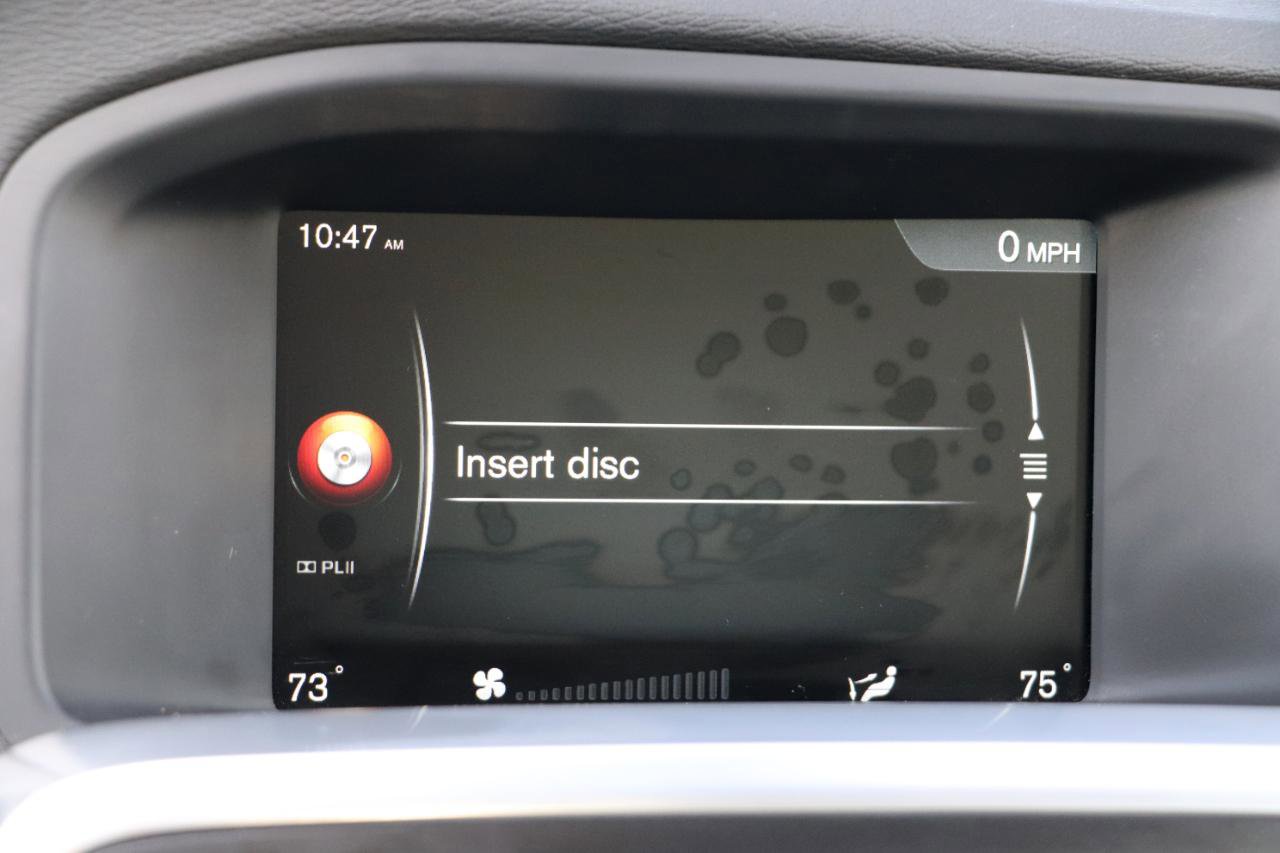 10:47 AM
0 MPH
Insert disc
PLII
73°
75°